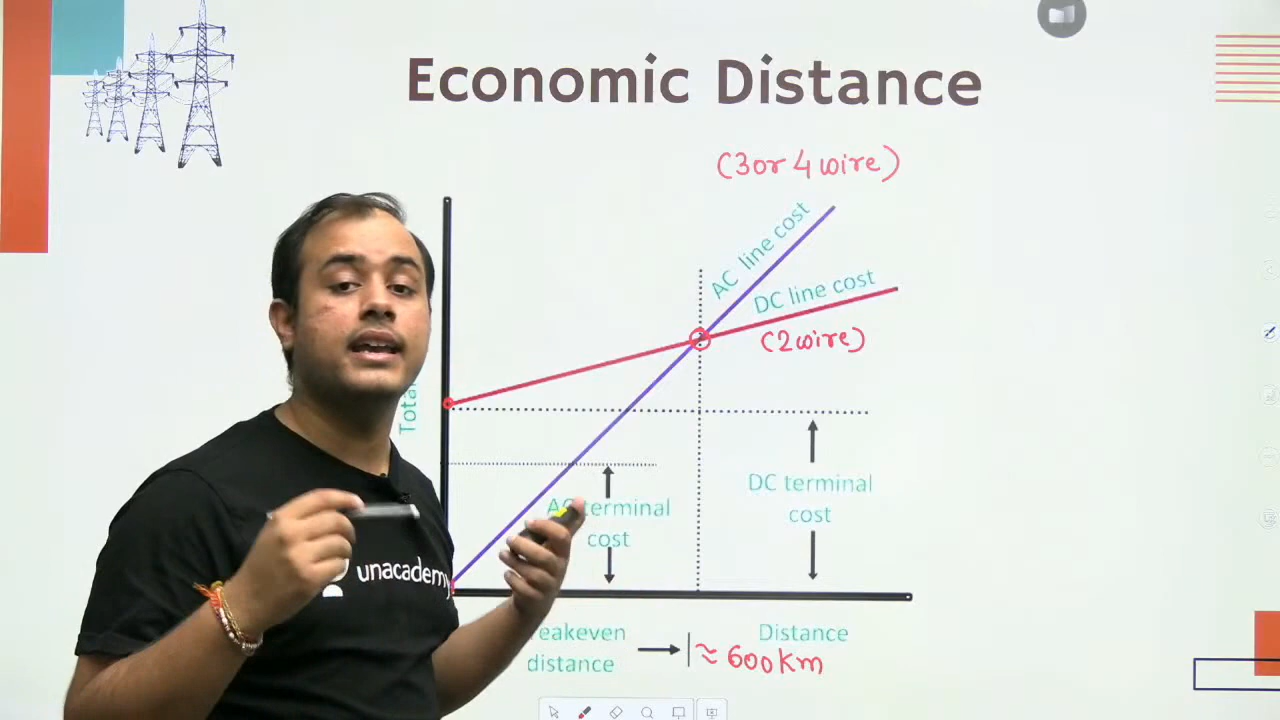 Economic Distance
(3 or 4 wire)
AC line cost
DC line cost
(2 wire)
AC terminal
cost
DC terminal
cost
unacademy
distance
≈ 600 Km
Distance